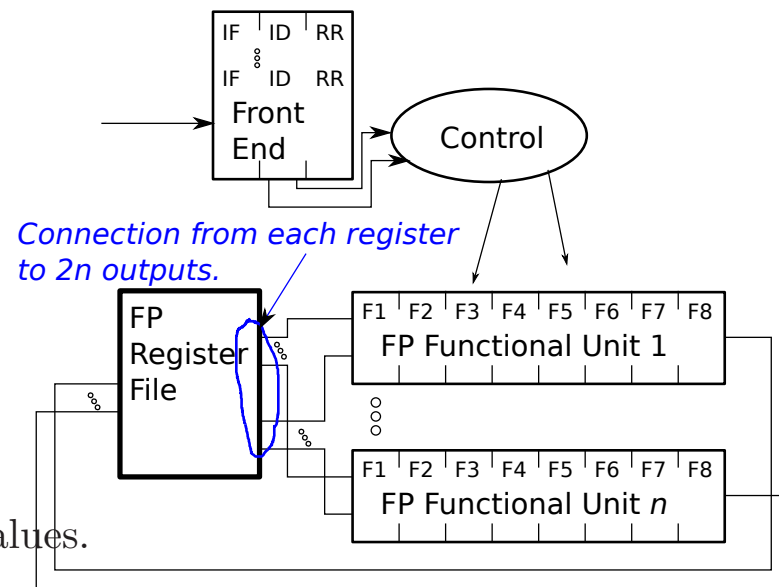 IF ID RR
IF ID RR
Front
End
Control
Connection from each register
to 2n outputs.
FP
Register
File
F1 F2 F3 F4 F5 F6 F7 F8
FP Functional Unit 1
F1 F2 F3 F4 F5 F6 F7 F8
FP Functional Unit n
alues.